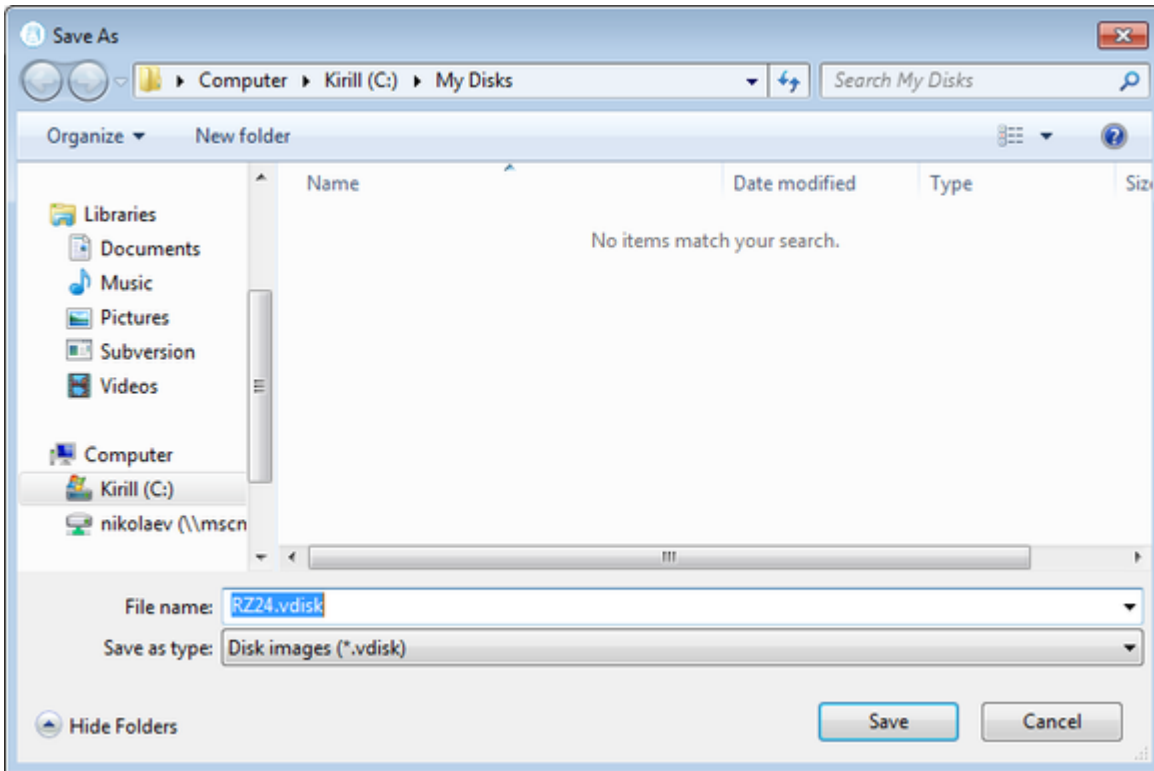 Save As
Computer Kirill (C:) My Disks Search My Disks
Organize New folder
Name Date modified Type
Libraries
No items match your search.
Documents
Music
Pictures
Subversion
Videos
Computer
Kirill (C:)
nikolaev (\\mscn
File name: RZ24.vdisk
Save as type: Disk images (*.vdisk)
Hide Folders Save Cancel